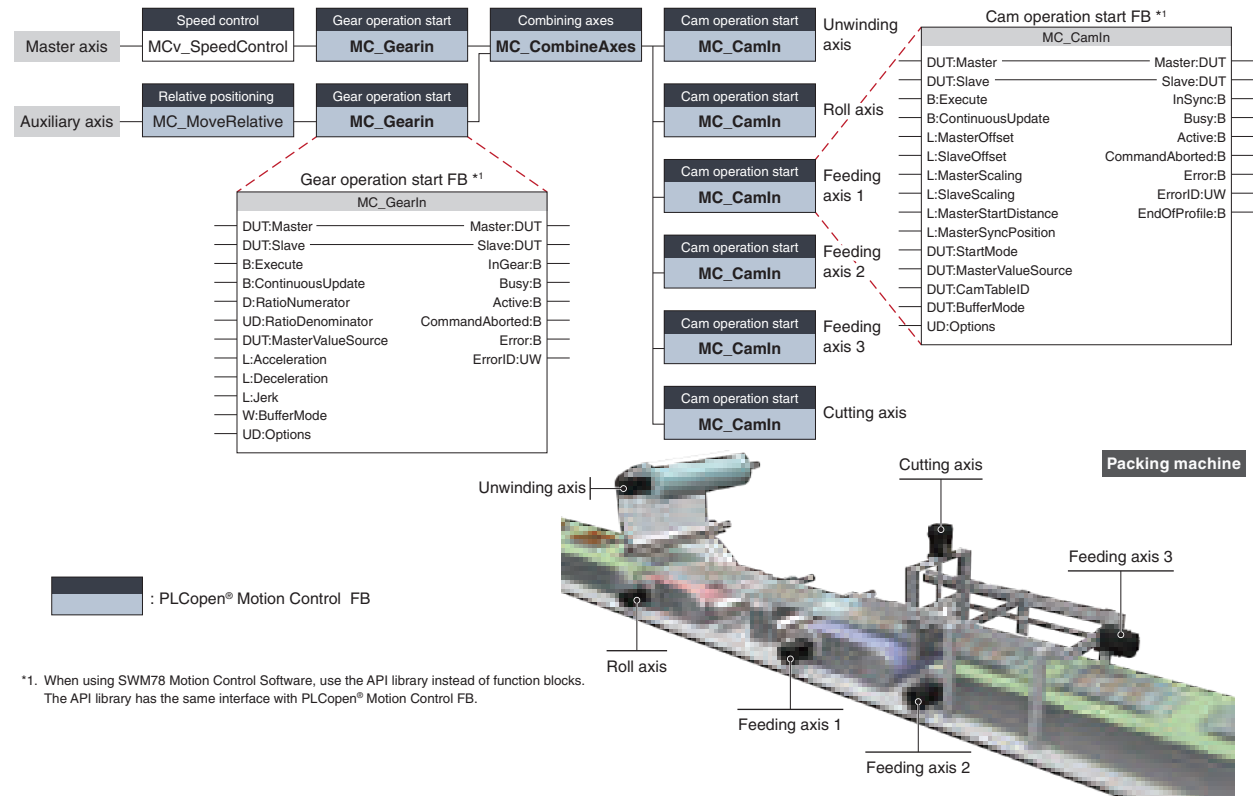 Speed control
MCv_SpeedControl
Gear operation start
MC_Gearin
Combining axes
MC_CombineAxes
Cam operation start
MC_CamIn
Unwinding
axis
Master axis
Relative positioning
MC_MoveRelative
Gear operation start
MC_Gearin
Auxiliary axis
Cam operation start
MC_CamIn
Roll axis
Cam operation start
MC_CamIn
Feeding
axis 1
Cam operation start
MC_CamIn
Feeding
axis 2
Cam operation start
MC_CamIn
Feeding
axis 3
Cam operation start
MC_CamIn
Cutting axis
Gear operation start FB *1
MC_GearIn
DUT:Master Master:DUT
DUT:Slave Slave:DUT
B:Execute InGear:B
B:ContinuousUpdate Busy:B
D:RatioNumerator Active:B
UD:RatioDenominator CommandAborted:B
DUT:MasterValueSource Error:B
L:Acceleration ErrorID:UW
L:Deceleration
L:Jerk
W:BufferMode
UD:Options
Cam operation start FB *1
MC_CamIn
DUT:Master Master:DUT
DUT:Slave Slave:DUT
B:Execute InSync:B
B:ContinuousUpdate Busy:B
L:MasterOffset Active:B
L:SlaveOffset CommandAborted:B
L:MasterScaling Error:B
L:SlaveScaling ErrorID:UW
L:MasterStartDistance EndOfProfile:B
L:MasterSyncPosition
DUT:StartMode
DUT:MasterValueSource
DUT:CamTableID
DUT:BufferMode
UD:Options
Packing machine
Unwinding axis
Cutting axis
Feeding axis 3
Roll axis
Feeding axis 1
Feeding axis 2
: PLCopen® Motion Control FB
*1. When using SWM78 Motion Control Software, use the API library instead of function blocks.
The API library has the same interface with PLCopen® Motion Control FB.